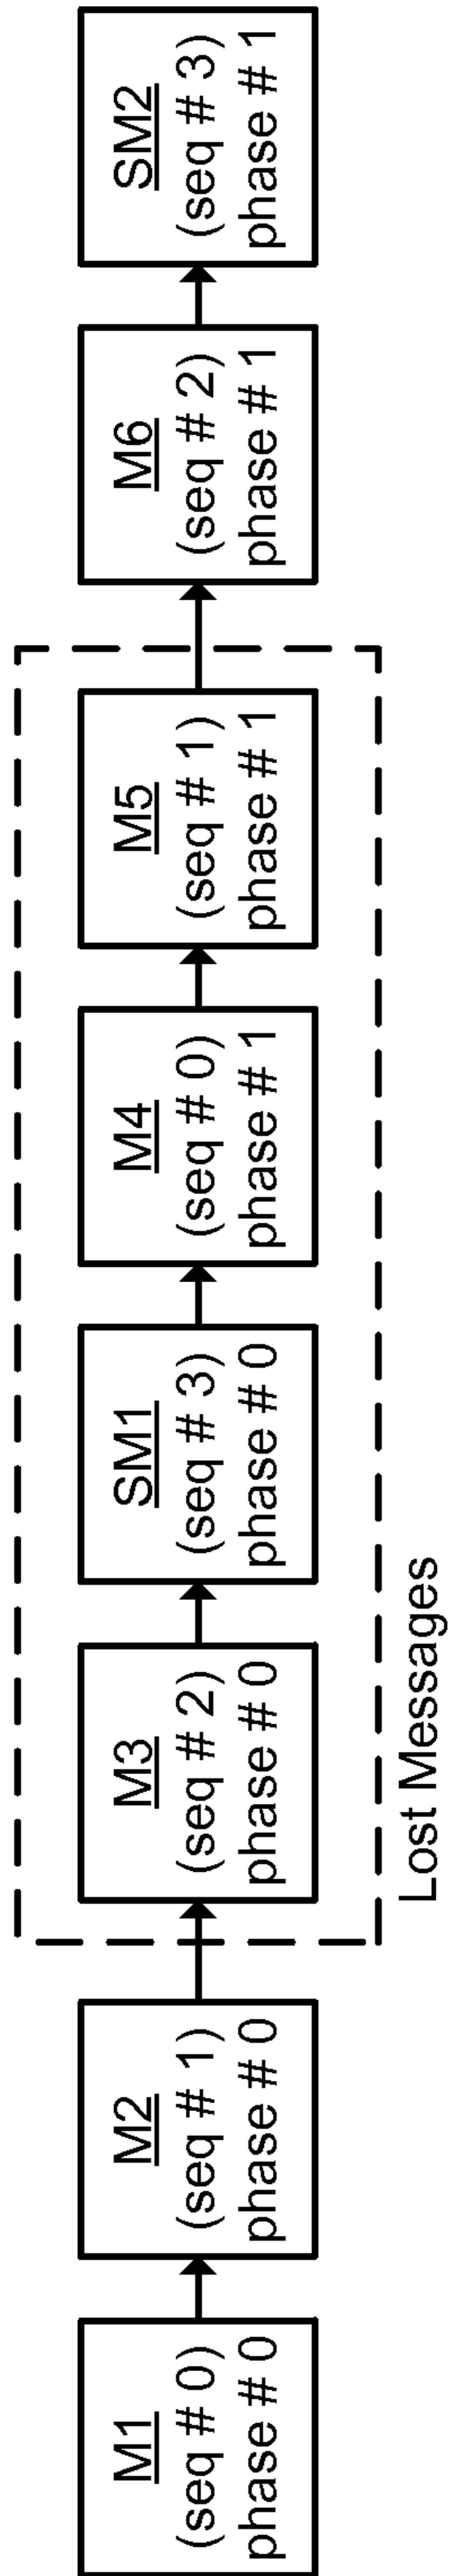 M1
(seq # 0)
phase # 0
M2
(seq # 1)
phase # 0
M3
(seq # 2)
phase # 0
SM1
(seq # 3)
phase # 0
M4
(seq # 0)
phase # 1
M5
(seq # 1)
phase # 1
M6
(seq # 2)
phase # 1
SM2
(seq # 3)
phase # 1
Lost Messages